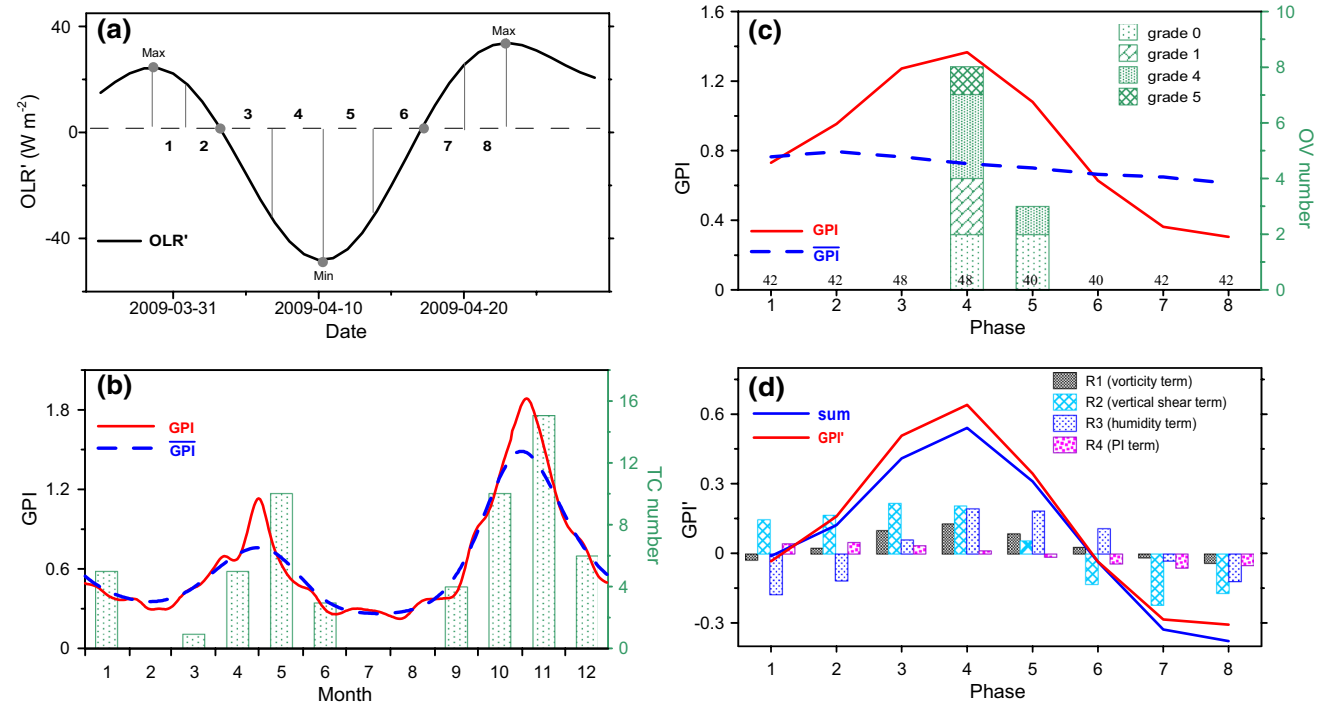 (a)
40
0
-40
OLR' (W m-2)
Max
Max
Min
1 2 3 4 5 6 7 8
OLR'
2009-03-31 2009-04-10 2009-04-20
Date
(c)
1.6
1.2
0.8
0.4
0
GPI
10
8
6
4
2
0
OV number
grade 0
grade 1
grade 4
grade 5
GPI
GPI
42 42 48 48 40 40 42 42
1 2 3 4 5 6 7 8
Phase
(b)
1.8
1.2
0.6
0
GPI
16
12
8
4
0
TC number
GPI
GPI
1 2 3 4 5 6 7 8 9 10 11 12
Month
(d)
0.6
0.3
0
-0.3
GPI'
sum
GPI'
R1 (vorticity term)
R2 (vertical shear term)
R3 (humidity term)
R4 (PI term)
1 2 3 4 5 6 7 8
Phase